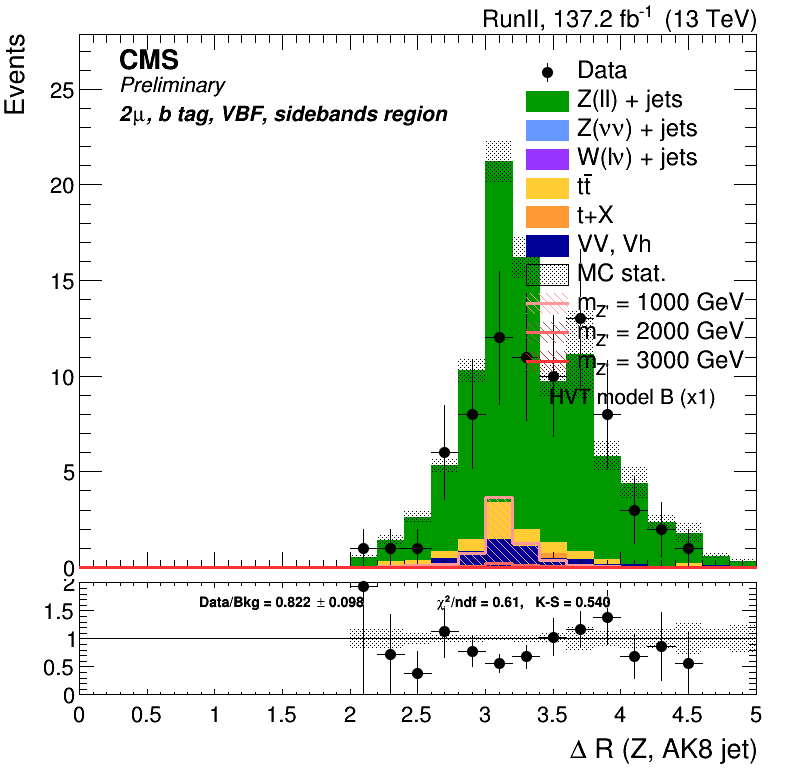 RunII, 137.2 fb⁻¹ (13 TeV)
CMS
Preliminary
2μ, b tag, VBF, sidebands region
Events
25
20
15
10
5
0
Data
Z(ll) + jets
Z(νν) + jets
W(lν) + jets
tt̄
t+X
VV, Vh
MC stat.
m_Z' = 1000 GeV
m_Z' = 2000 GeV
m_Z' = 3000 GeV
HVT model B (x1)
2
1.5
1
0.5
0
Data/Bkg = 0.822 ± 0.098
χ²/ndf = 0.61, K-S = 0.540
0 0.5 1 1.5 2 2.5 3 3.5 4 4.5 5
Δ R (Z, AK8 jet)